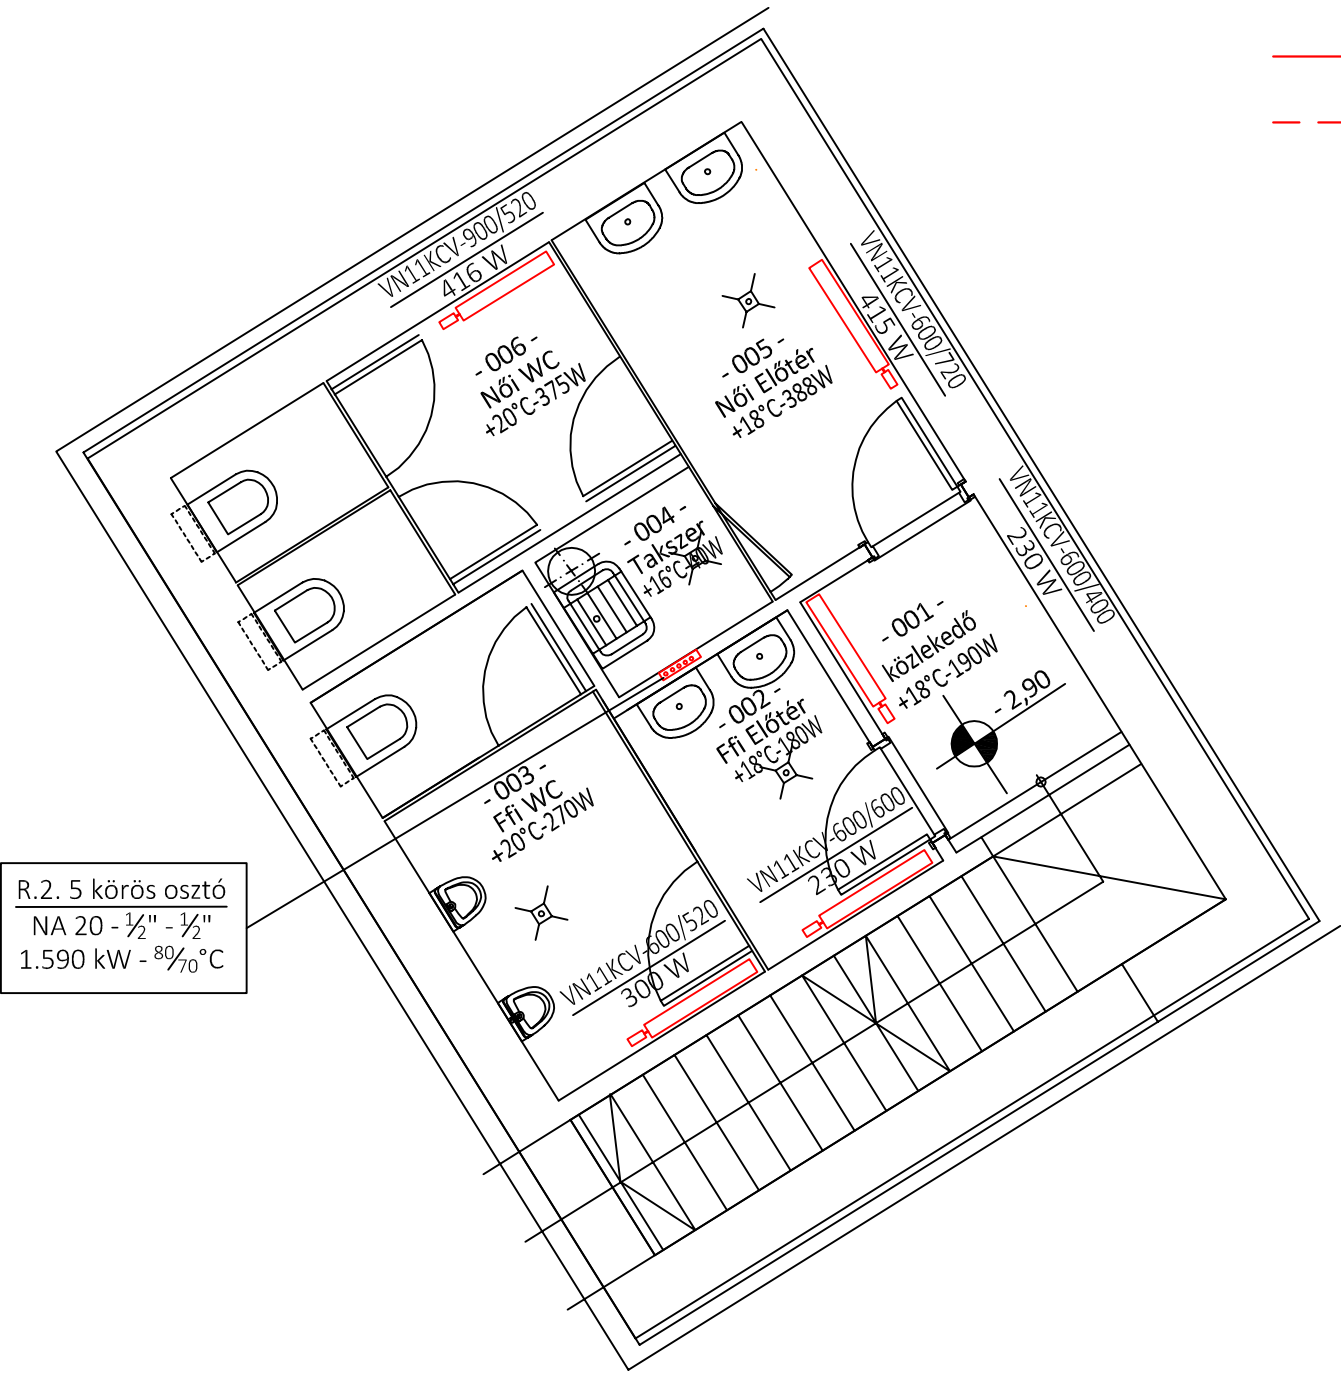 VN11KCV-900/520
416 W
- 006 -
Női WC
+20°C-375W
- 005 -
Női Előtér
+18°C-388W
VN11KCV-600/720
415 W
- 004 -
Takszer
+16°C-40W
VN11KCV-600/400
230 W
- 001 -
közlekedő
+18°C-190W
- 2,90
- 002 -
Ffi Előtér
+18°C-180W
- 003 -
Ffi WC
+20°C-270W
VN11KCV-600/600
230 W
VN11KCV-600/520
300 W
R.2. 5 körös osztó
NA 20 - ½" - ½"
1.590 kW - 80/70°C